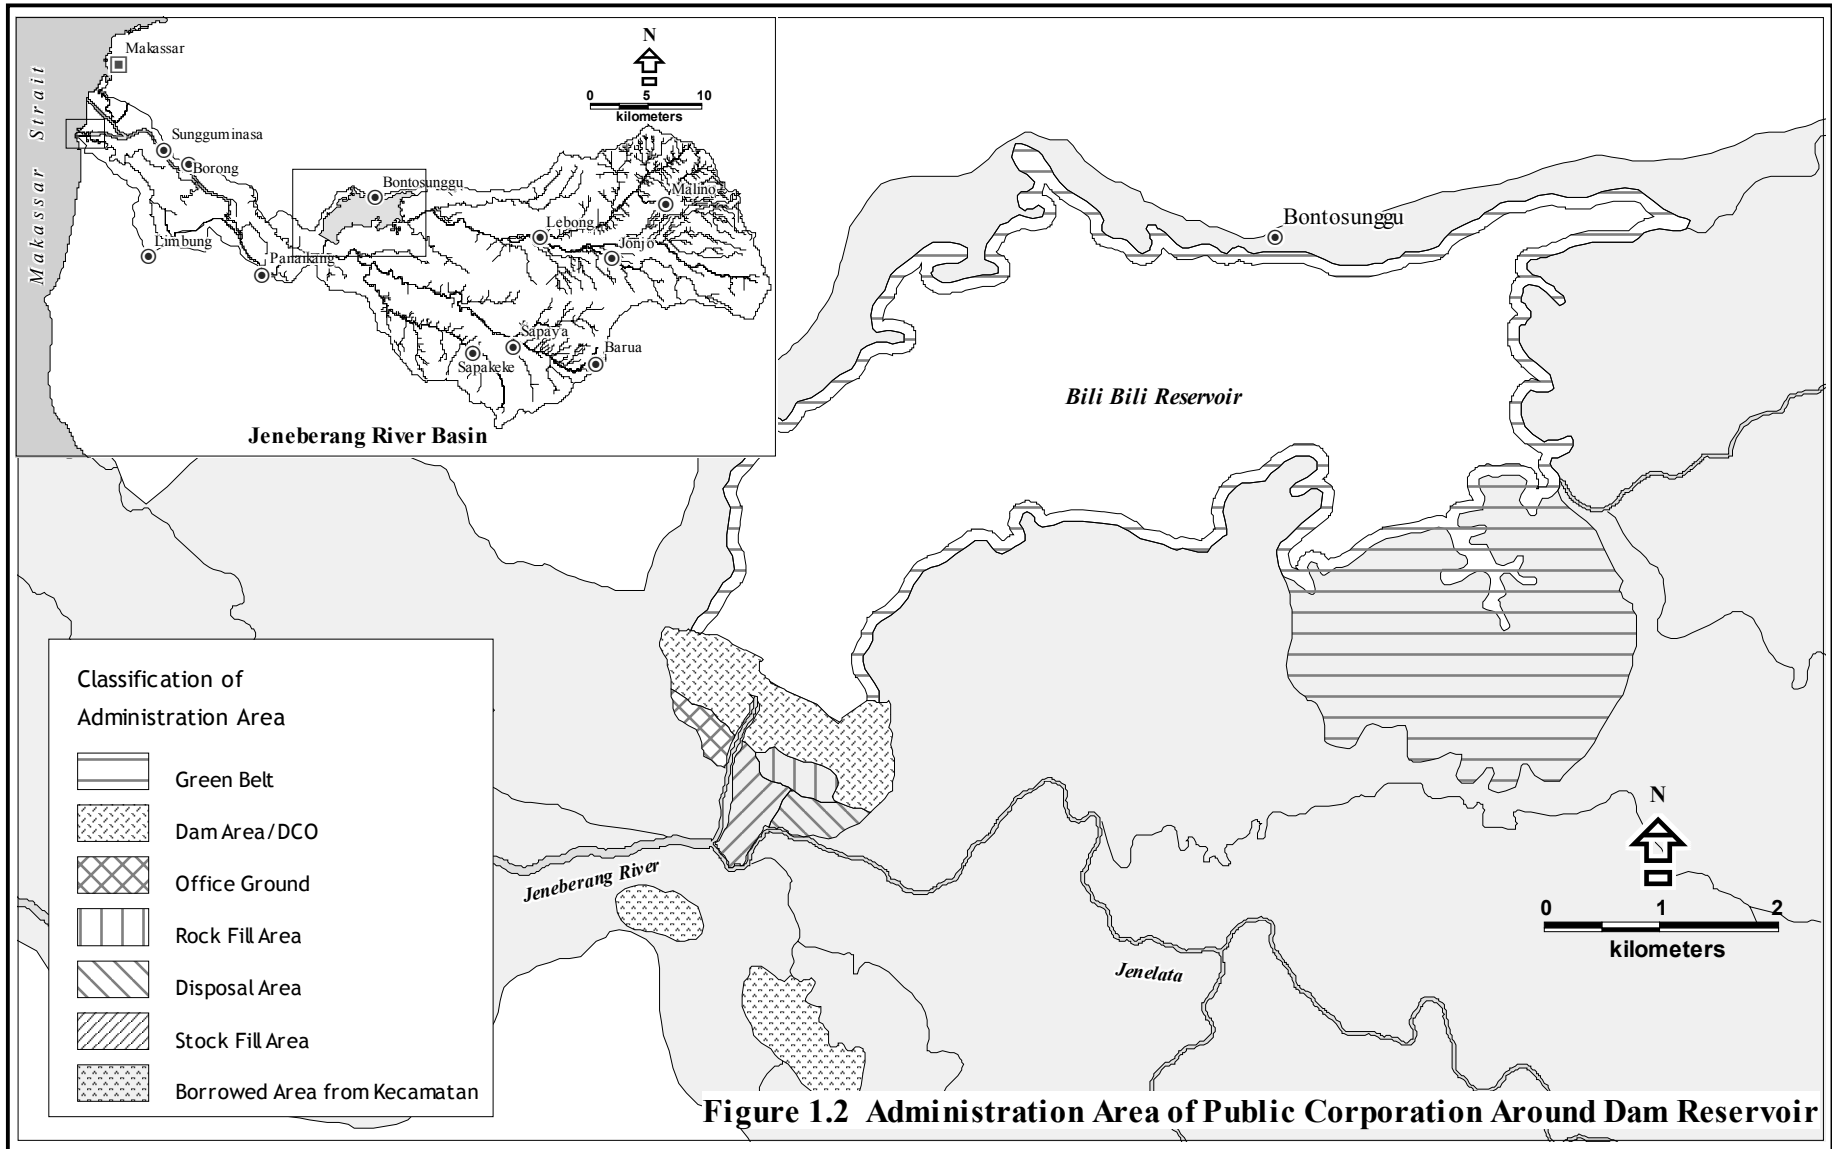 Makassar
N
0 5 10
kilometers
Makassar Strait
Sungguminasa
Borong
Bontosunggu
Malino
Lebong
Jonjo
Limbung
Panaikang
Sapaya
Sapakeke
Barua
Jeneberang River Basin
Bontosunggu
Bili Bili Reservoir
Classification of
Administration Area
Green Belt
Dam Area/DCO
Office Ground
Rock Fill Area
Disposal Area
Stock Fill Area
Borrowed Area from Kecamatan
Jeneberang River
Jenelata
N
0 1 2
kilometers
Figure 1.2 Administration Area of Public Corporation Around Dam Reservoir